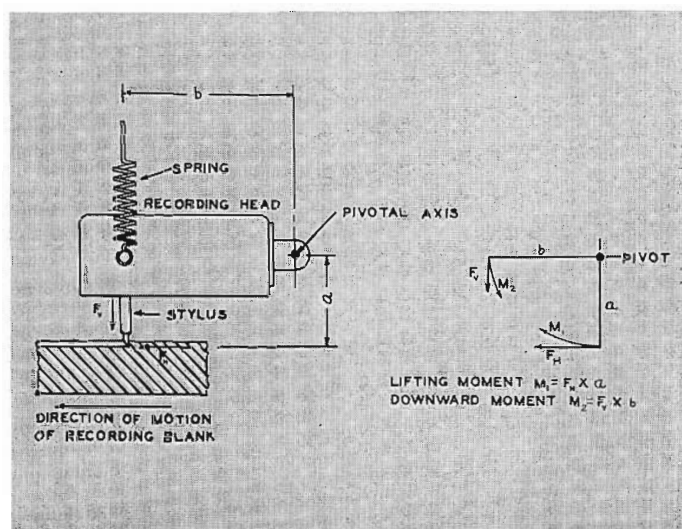 b
SPRING
RECORDING HEAD
PIVOTAL AXIS
a
Fv
STYLUS
DIRECTION OF MOTION
OF RECORDING BLANK
b
PIVOT
Fv
M2
a
M1
FH
LIFTING MOMENT M1 = FH X a
DOWNWARD MOMENT M2 = Fv X b